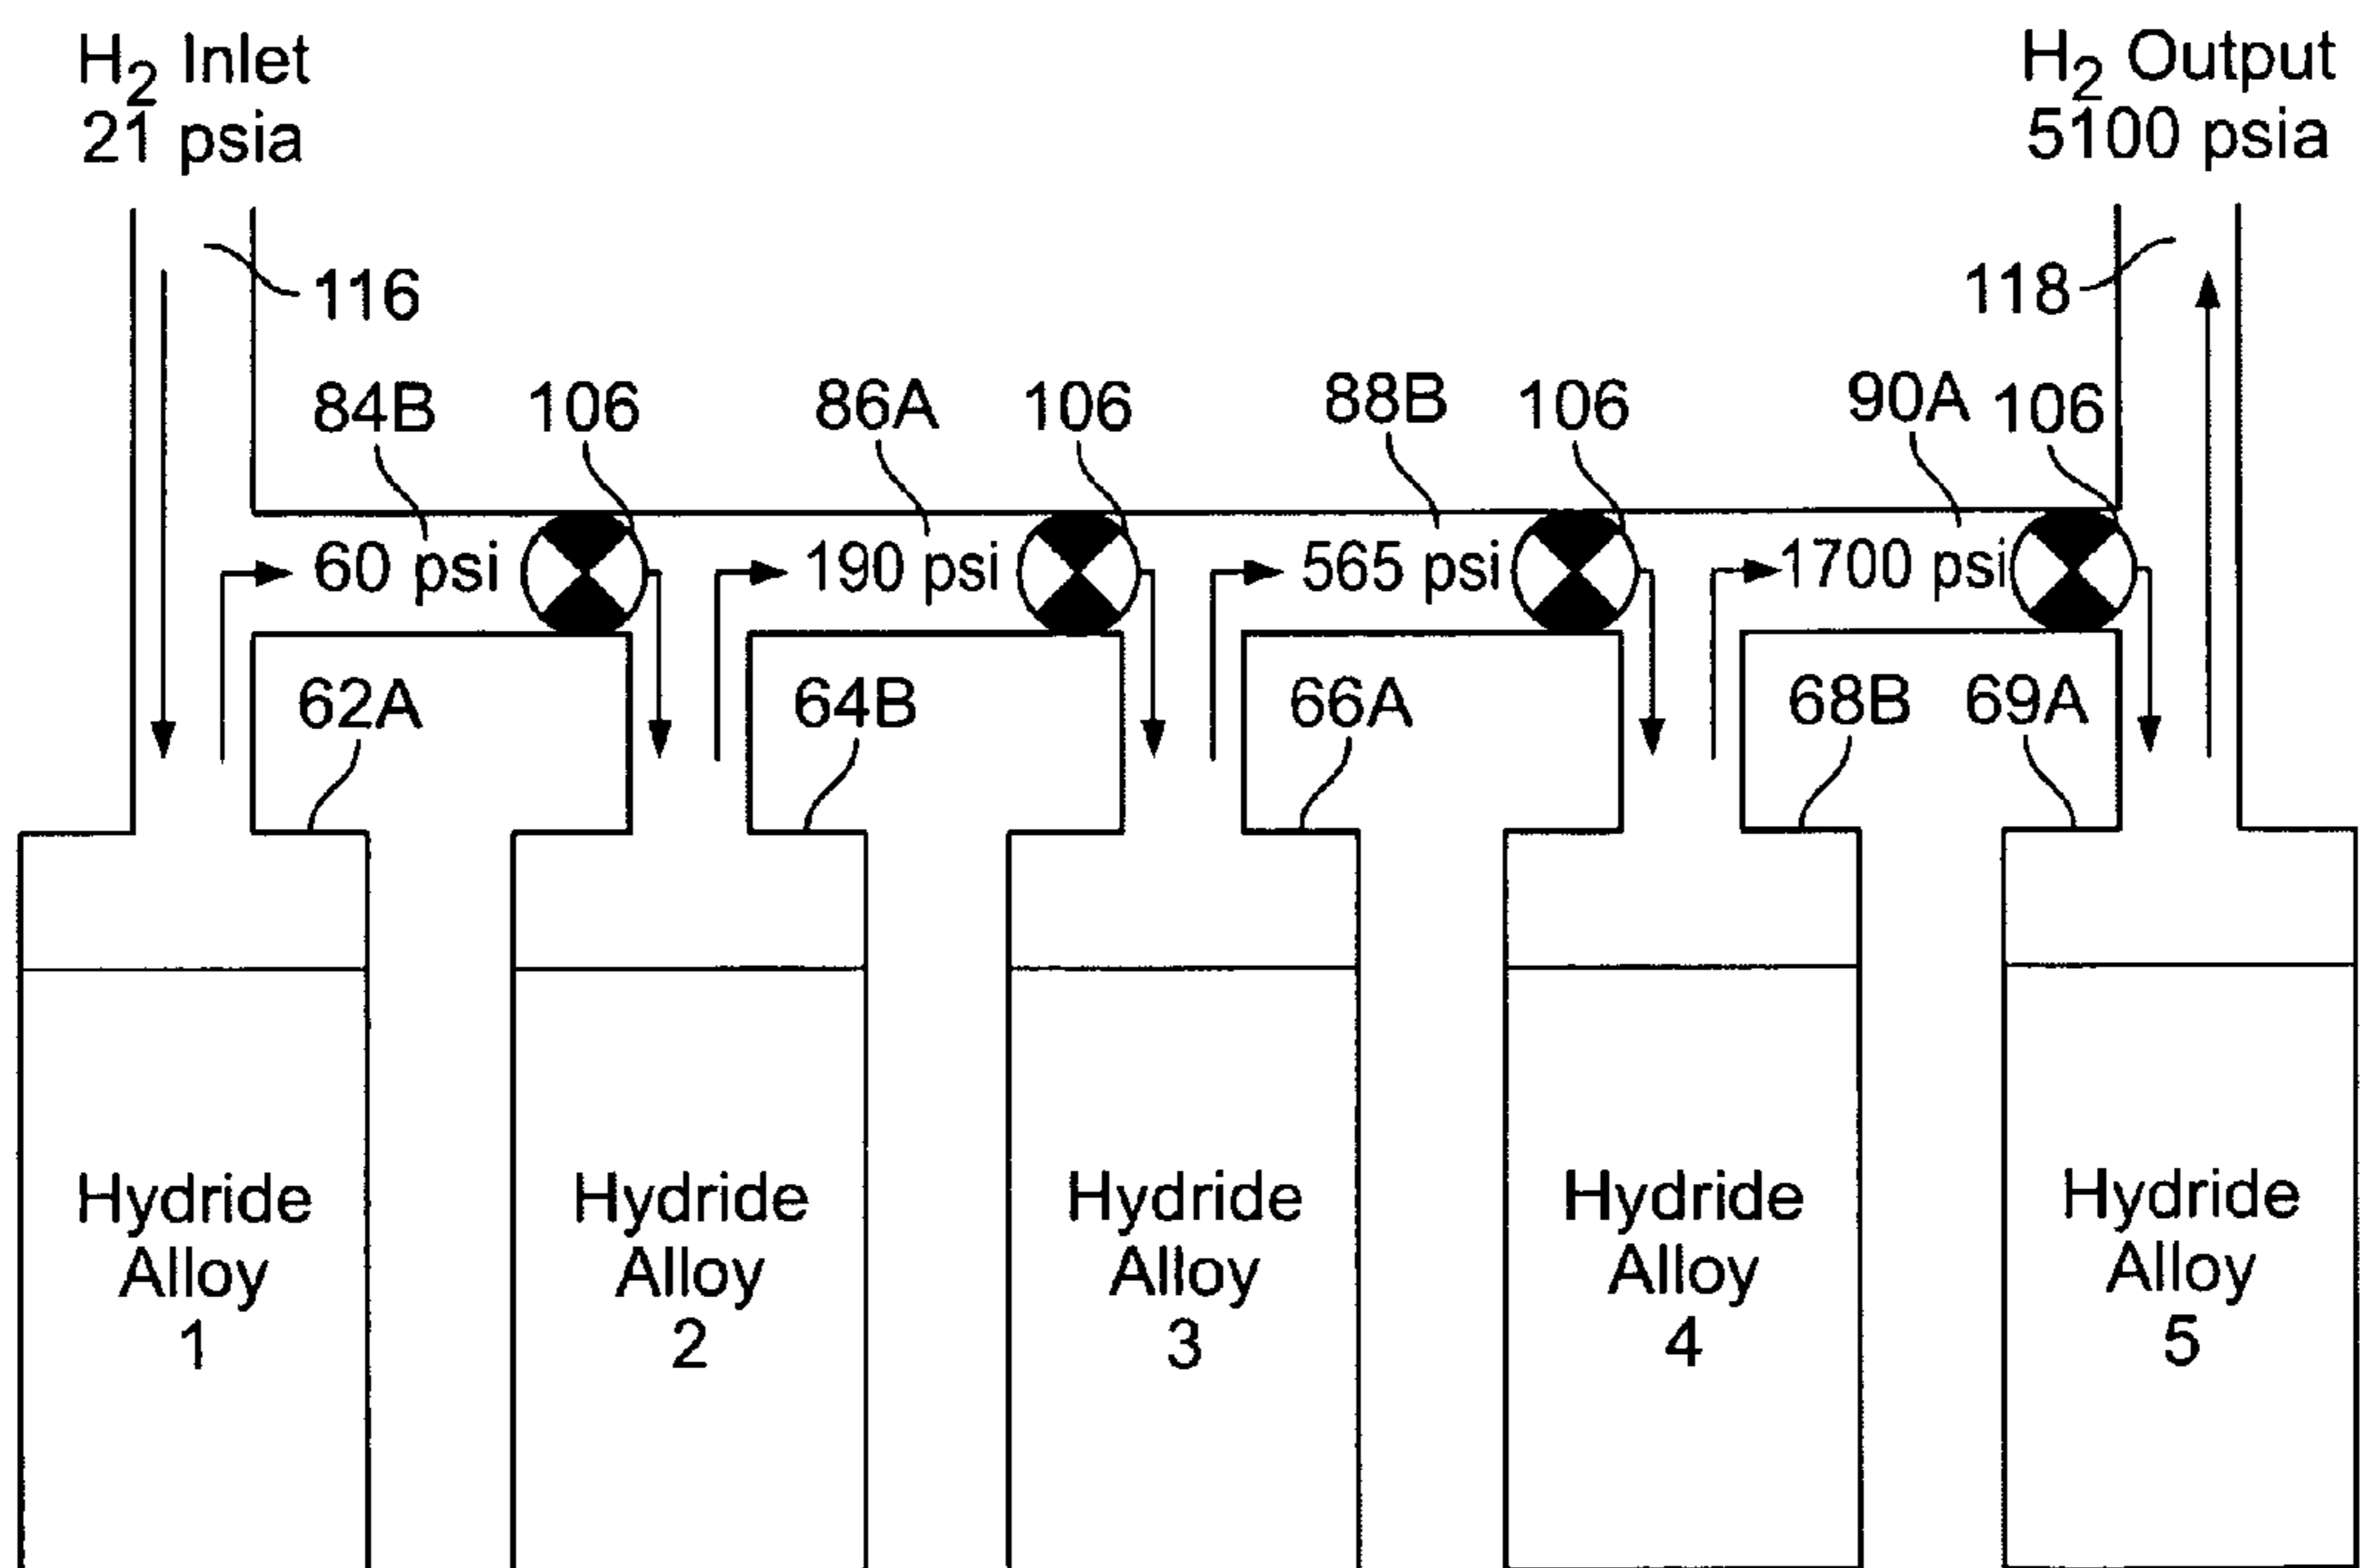 H2 Inlet
21 psia
H2 Output
5100 psia
116
118
84B
106
86A
106
88B
106
90A
106
60 psi
190 psi
565 psi
1700 psi
62A
64B
66A
68B
69A
Hydride
Alloy
1
Hydride
Alloy
2
Hydride
Alloy
3
Hydride
Alloy
4
Hydride
Alloy
5